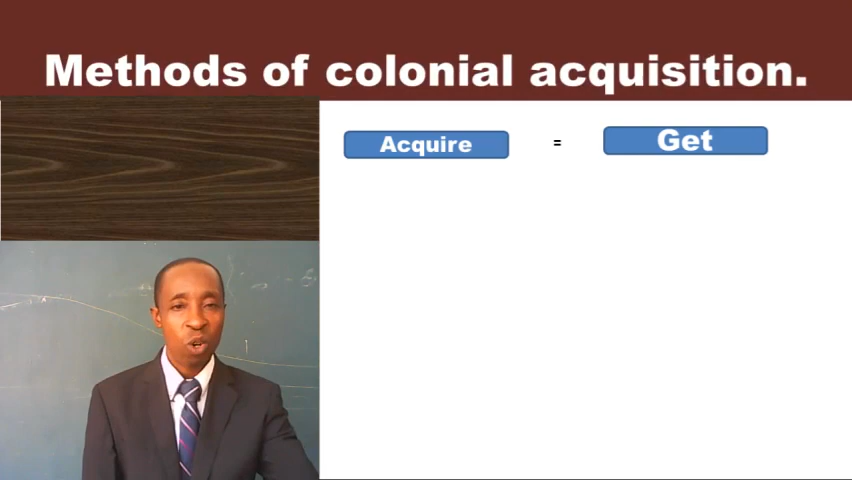 Methods of colonial acquisition.
Acquire = Get